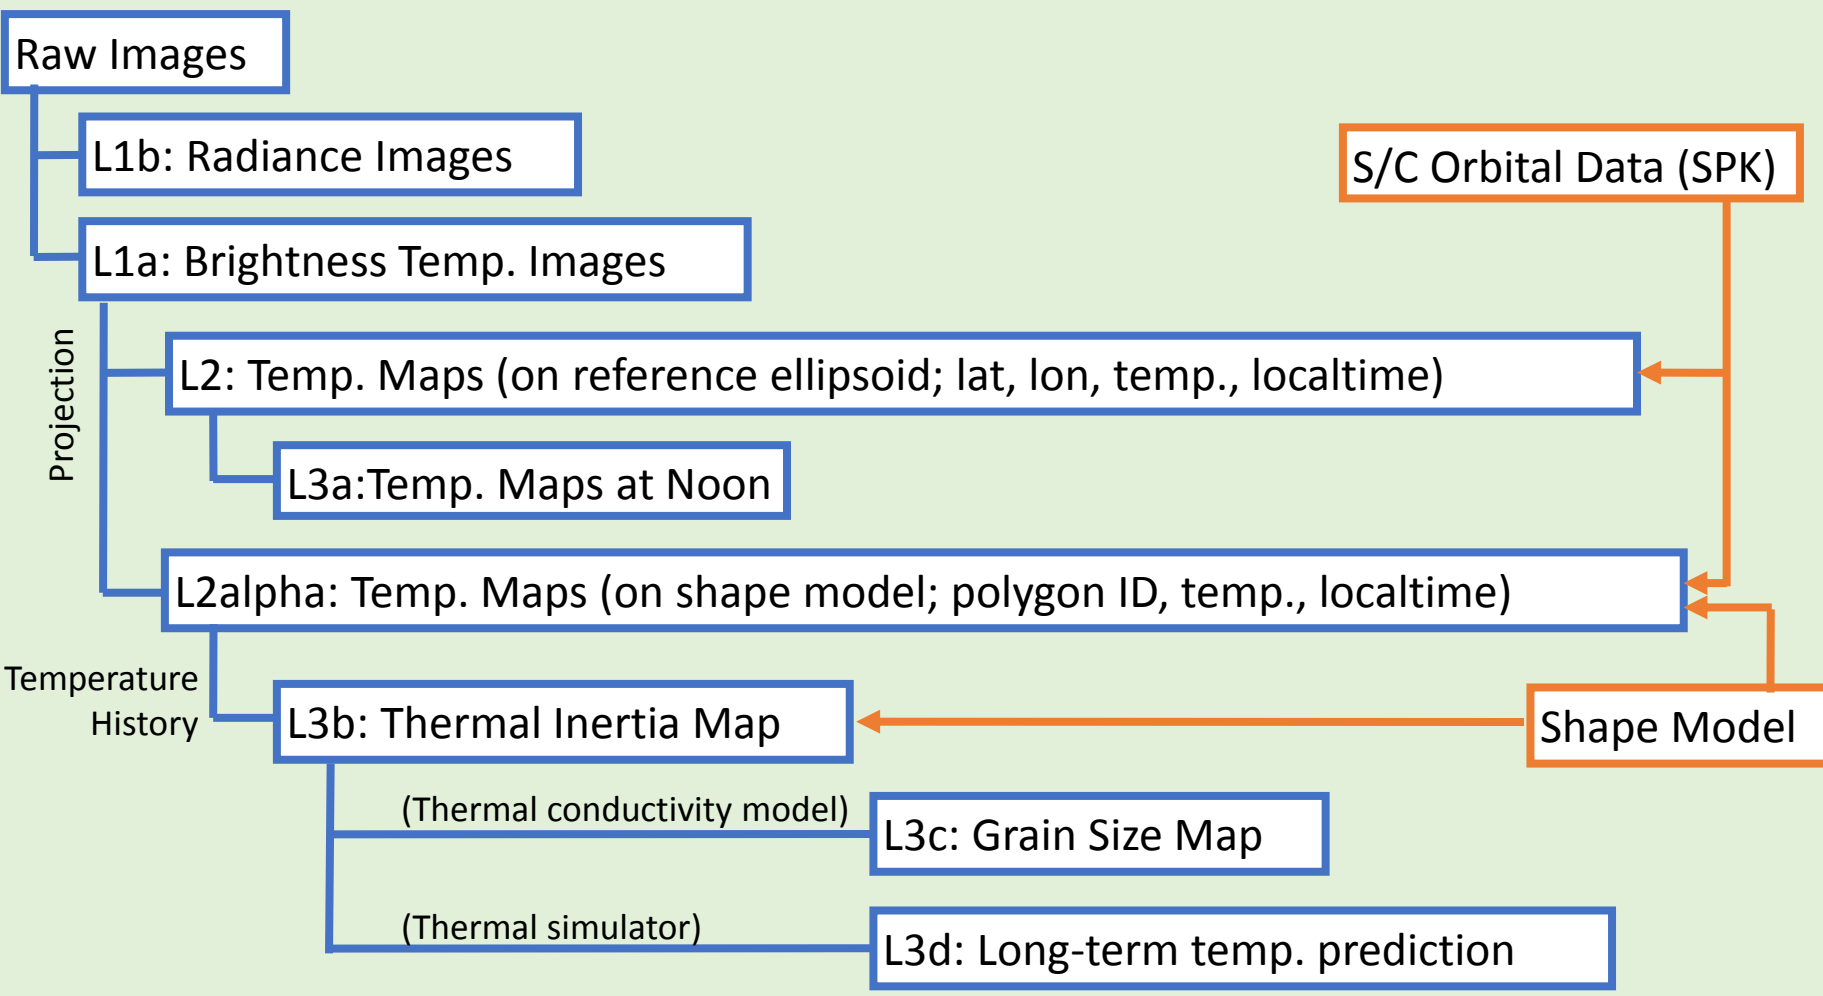 Raw Images
L1b: Radiance Images
S/C Orbital Data (SPK)
L1a: Brightness Temp. Images
Projection
L2: Temp. Maps (on reference ellipsoid; lat, lon, temp., localtime)
L3a:Temp. Maps at Noon
L2alpha: Temp. Maps (on shape model; polygon ID, temp., localtime)
Temperature
History
L3b: Thermal Inertia Map
Shape Model
(Thermal conductivity model)
L3c: Grain Size Map
(Thermal simulator)
L3d: Long-term temp. prediction